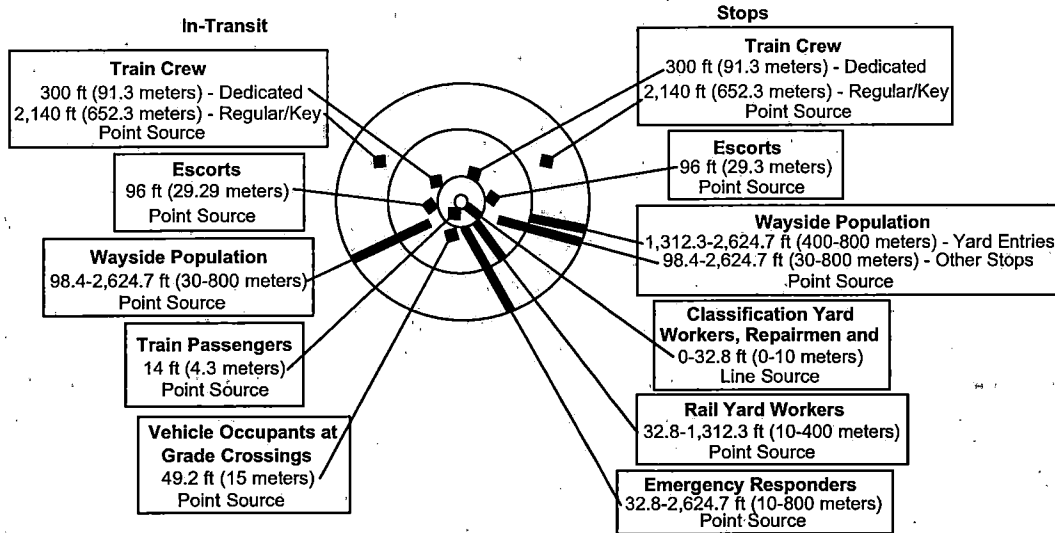 In-Transit
Train Crew
300 ft (91.3 meters) - Dedicated
2,140 ft (652.3 meters) - Regular/Key
Point Source
Escorts
96 ft (29.29 meters)
Point Source
Wayside Population
98.4-2,624.7 ft (30-800 meters)
Point Source
Train Passengers
14 ft (4.3 meters)
Point Source
Vehicle Occupants at
Grade Crossings
49.2 ft (15 meters)
Point Source
Stops
Train Crew
300 ft (91.3 meters) - Dedicated
2,140 ft (652.3 meters) - Regular/Key
Point Source
Escorts
96 ft (29.3 meters)
Point Source
Wayside Population
1,312.3-2,624.7 ft (400-800 meters) - Yard Entries
98.4-2,624.7 ft (30-800 meters) - Other Stops
Point Source
Classification Yard
Workers, Repairmen and
0-32.8 ft (0-10 meters)
Line Source
Rail Yard Workers
32.8-1,312.3 ft (10-400 meters)
Point Source
Emergency Responders
32.8-2,624.7 ft (10-800 meters)
Point Source